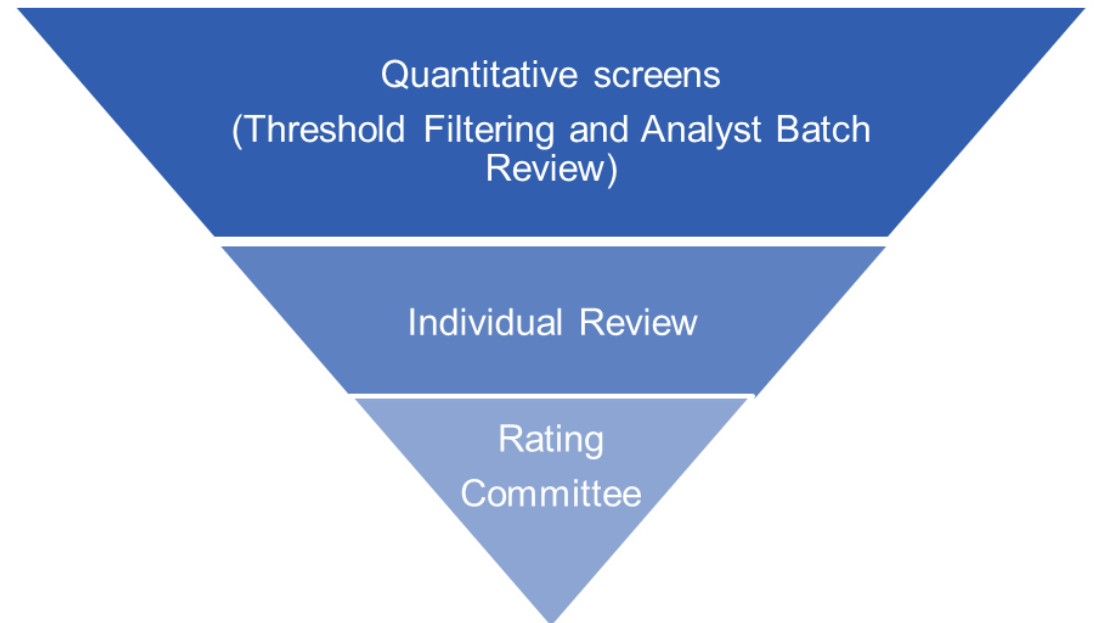 Quantitative screens
(Threshold Filtering and Analyst Batch
Review)
Individual Review
Rating
Committee